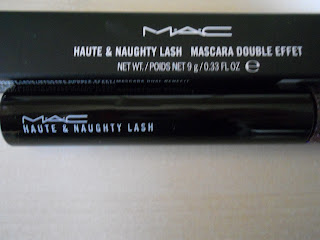 MAC
HAUTE & NAUGHTY LASH MASCARA DOUBLE EFFET
NET WT./POIDS NET 9 g / 0.33 FL OZ ℮
MAC
HAUTE & NAUGHTY LASH